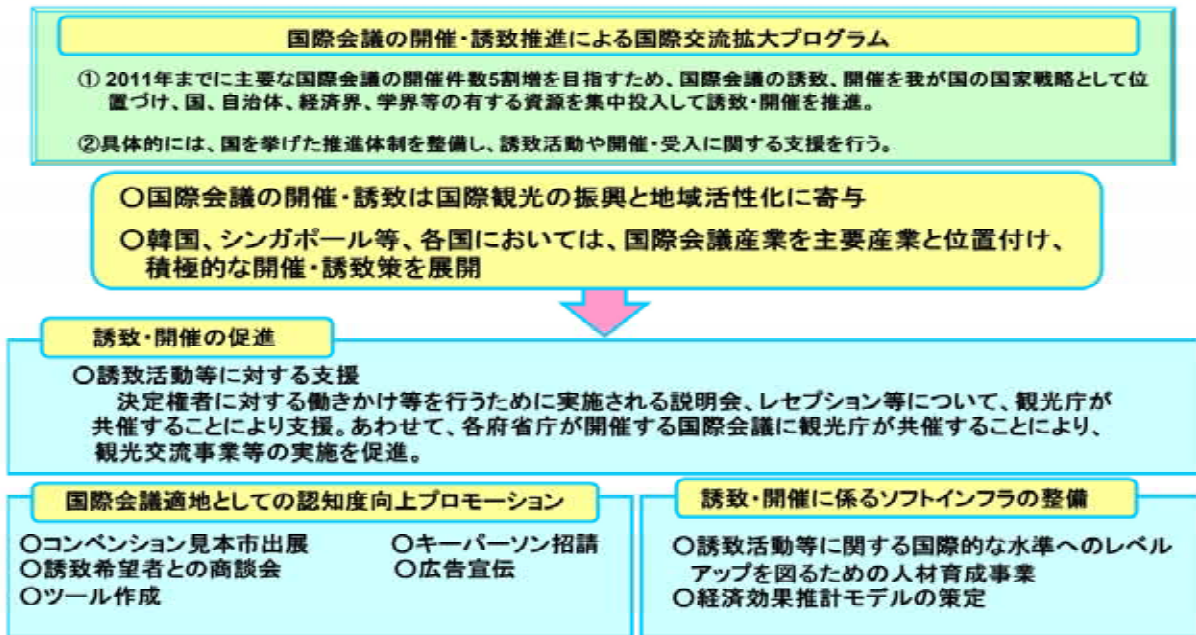 国際会議の開催・誘致推進による国際交流拡大プログラム
① 2011年までに主要な国際会議の開催件数5割増を目指すため、国際会議の誘致、開催を我が国の国家戦略として位
置づけ、国、自治体、経済界、学界等の有する資源を集中投入して誘致・開催を推進。
②具体的には、国を挙げた推進体制を整備し、誘致活動や開催・受入に関する支援を行う。
○国際会議の開催・誘致は国際観光の振興と地域活性化に寄与
○韓国、シンガポール等、各国においては、国際会議産業を主要産業と位置付け、
積極的な開催・誘致策を展開
誘致・開催の促進
○誘致活動等に対する支援
決定権者に対する働きかけ等を行うために実施される説明会、レセプション等について、観光庁が
共催することにより支援。あわせて、各府省庁が開催する国際会議に観光庁が共催することにより、
観光交流事業等の実施を促進。
国際会議適地としての認知度向上プロモーション
○コンベンション見本市出展
○誘致希望者との商談会
○ツール作成
○キーパーソン招請
○広告宣伝
誘致・開催に係るソフトインフラの整備
○誘致活動等に関する国際的な水準へのレベル
アップを図るための人材育成事業
○経済効果推計モデルの策定